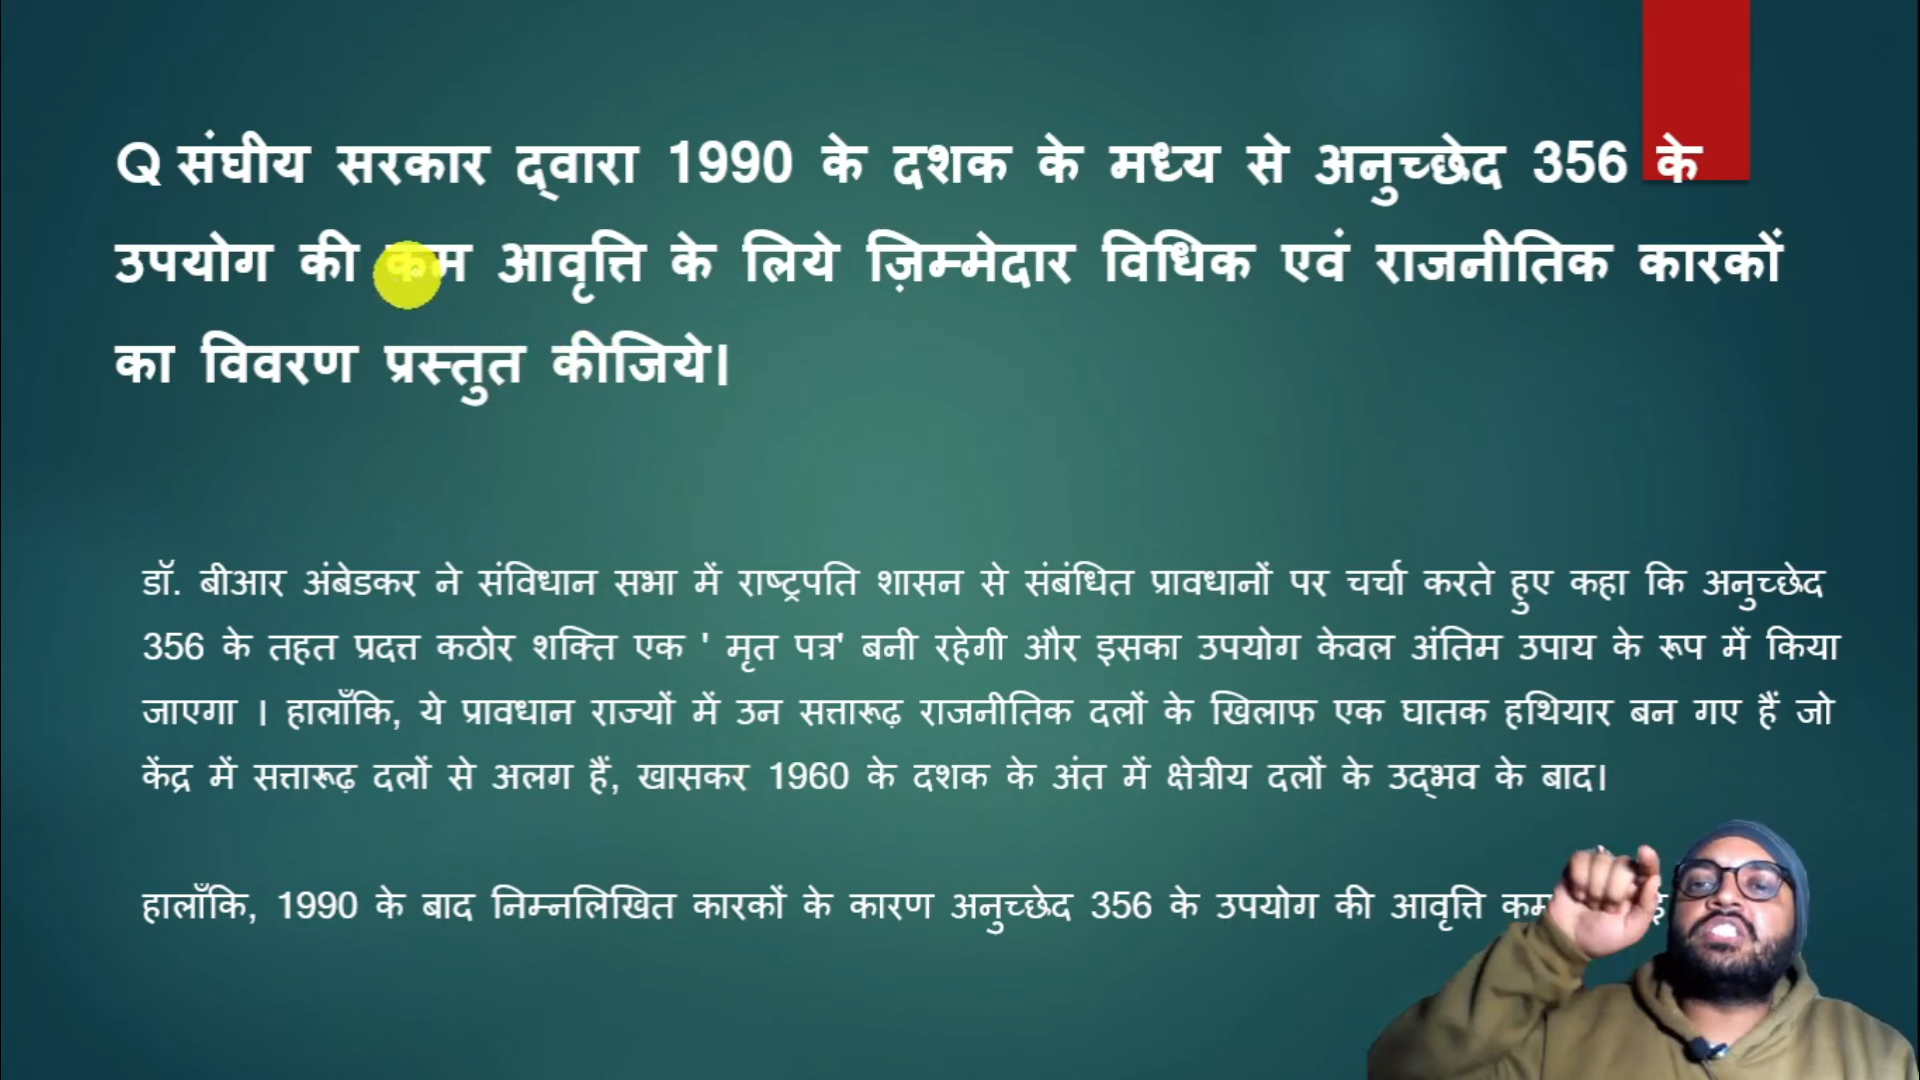 Q संघीय सरकार द्वारा 1990 के दशक के मध्य से अनुच्छेद 356 के
उपयोग की कम आवृत्ति के लिये ज़िम्मेदार विधिक एवं राजनीतिक कारकों
का विवरण प्रस्तुत कीजिये।
डॉ. बीआर अंबेडकर ने संविधान सभा में राष्ट्रपति शासन से संबंधित प्रावधानों पर चर्चा करते हुए कहा कि अनुच्छेद
356 के तहत प्रदत्त कठोर शक्ति एक ' मृत पत्र' बनी रहेगी और इसका उपयोग केवल अंतिम उपाय के रूप में किया
जाएगा । हालाँकि, ये प्रावधान राज्यों में उन सत्तारूढ़ राजनीतिक दलों के खिलाफ एक घातक हथियार बन गए हैं जो
केंद्र में सत्तारूढ़ दलों से अलग हैं, खासकर 1960 के दशक के अंत में क्षेत्रीय दलों के उद्भव के बाद।
हालाँकि, 1990 के बाद निम्नलिखित कारकों के कारण अनुच्छेद 356 के उपयोग की आवृत्ति कम